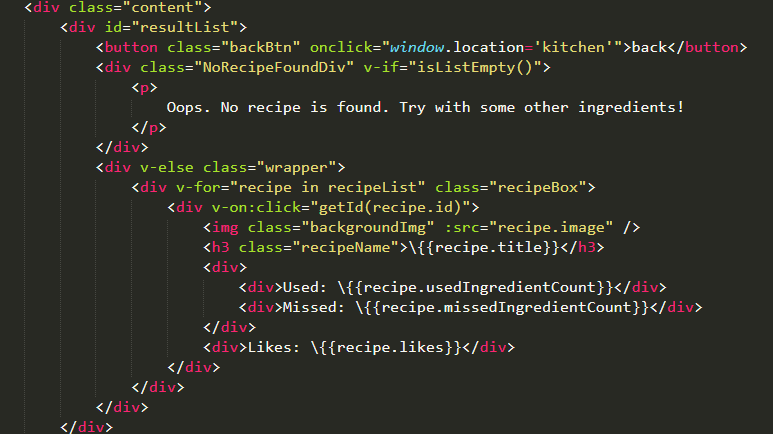 <div class="content">
<div id="resultList">
<button class="backBtn" onclick="window.location='kitchen'">back</button>
<div class="NoRecipeFoundDiv" v-if="isListEmpty()">
<p>
Oops. No recipe is found. Try with some other ingredients!
</p>
</div>
<div v-else class="wrapper">
<div v-for="recipe in recipeList" class="recipeBox">
<div v-on:click="getId(recipe.id)">
<img class="backgroundImg" :src="recipe.image" />
<h3 class="recipeName">\{{recipe.title}}</h3>
<div>
<div>Used: \{{recipe.usedIngredientCount}}</div>
<div>Missed: \{{recipe.missedIngredientCount}}</div>
</div>
<div>Likes: \{{recipe.likes}}</div>
</div>
</div>
</div>
</div>